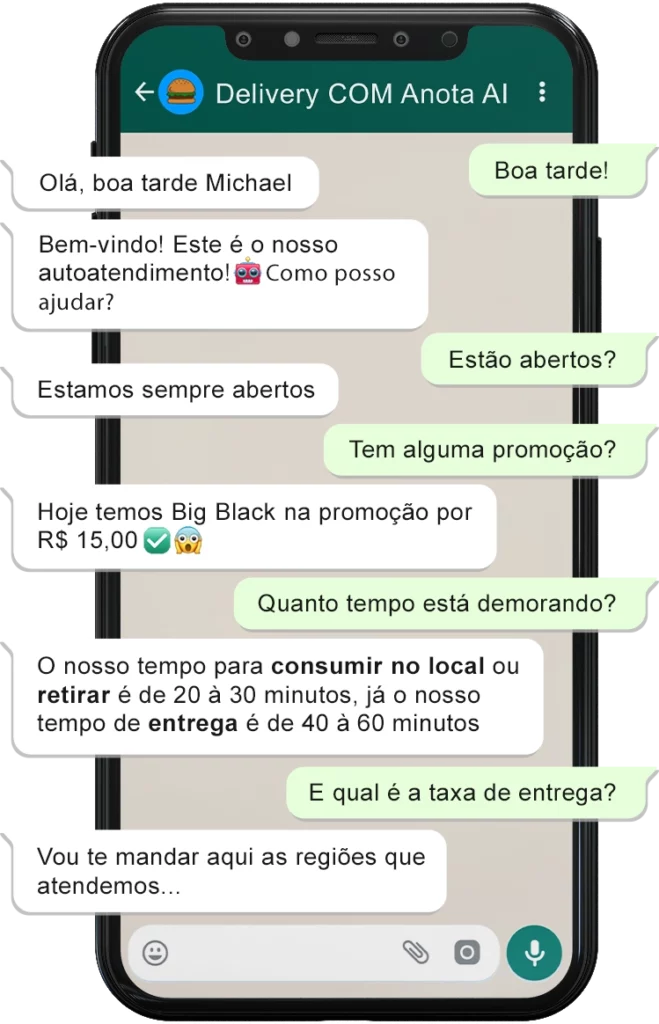 Delivery COM Anota AI
Boa tarde!
Olá, boa tarde Michael
Bem-vindo! Este é o nosso
autoatendimento!🤖Como posso
ajudar?
Estão abertos?
Estamos sempre abertos
Tem alguma promoção?
Hoje temos Big Black na promoção por
R$ 15,00 ✅😱
Quanto tempo está demorando?
O nosso tempo para consumir no local ou
retirar é de 20 à 30 minutos, já o nosso
tempo de entrega é de 40 à 60 minutos
E qual é a taxa de entrega?
Vou te mandar aqui as regiões que
atendemos...